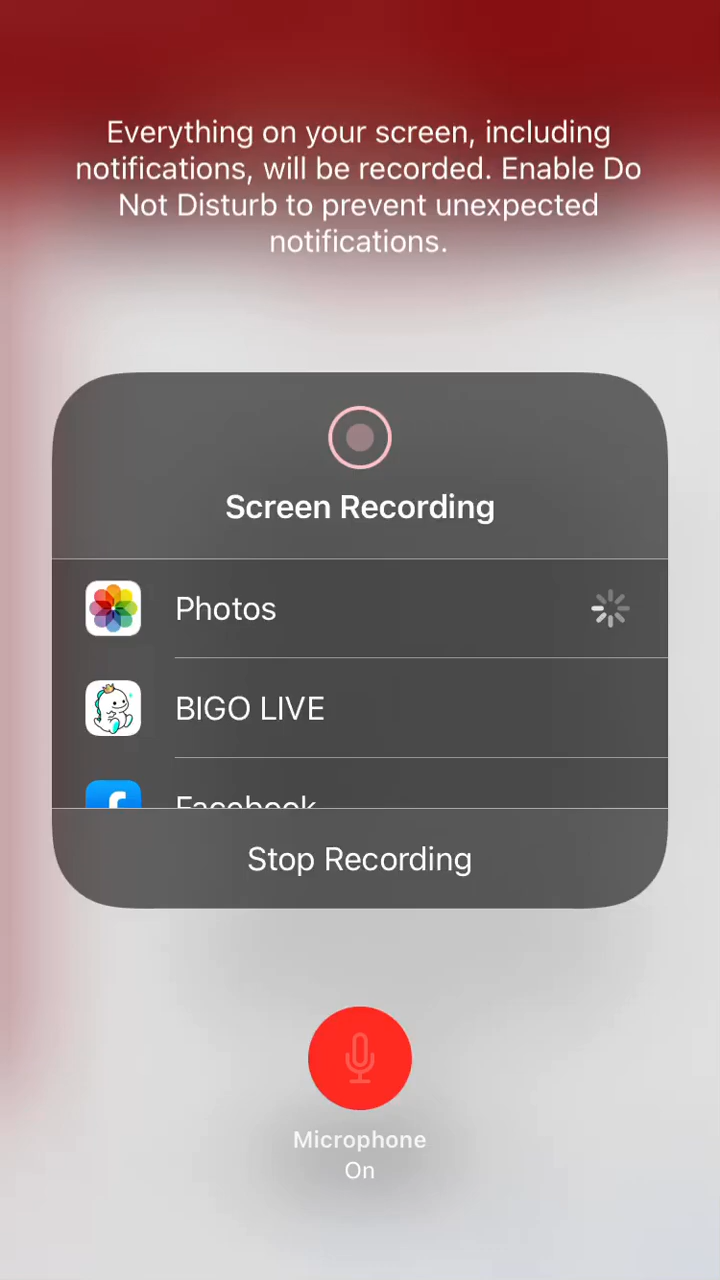 Everything on your screen, including
notifications, will be recorded. Enable Do
Not Disturb to prevent unexpected
notifications.
Screen Recording
Photos
BIGO LIVE
Facebook
Stop Recording
Microphone
On